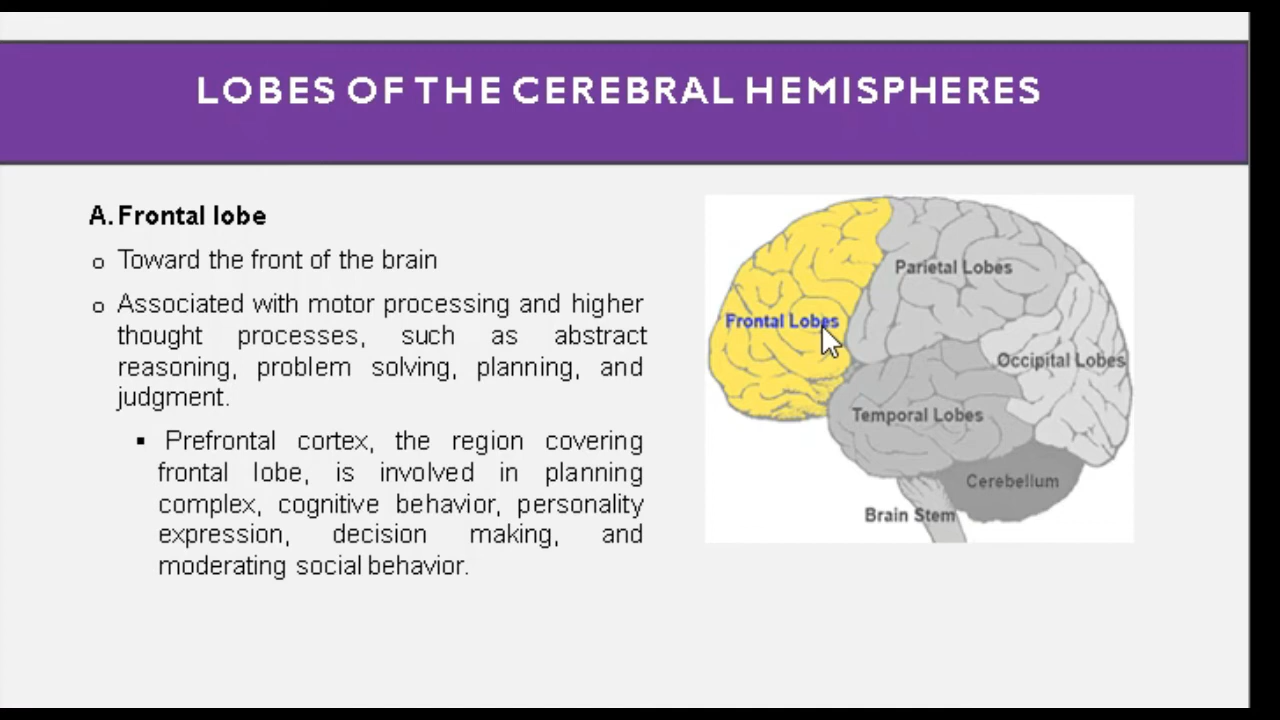 LOBES OF THE CEREBRAL HEMISPHERES
A. Frontal lobe
o Toward the front of the brain
o Associated with motor processing and higher
thought processes, such as abstract
reasoning, problem solving, planning, and
judgment.
▪ Prefrontal cortex, the region covering
frontal lobe, is involved in planning
complex, cognitive behavior, personality
expression, decision making, and
moderating social behavior.
Parietal Lobes
Frontal Lobes
Occipital Lobes
Temporal Lobes
Cerebellum
Brain Stem